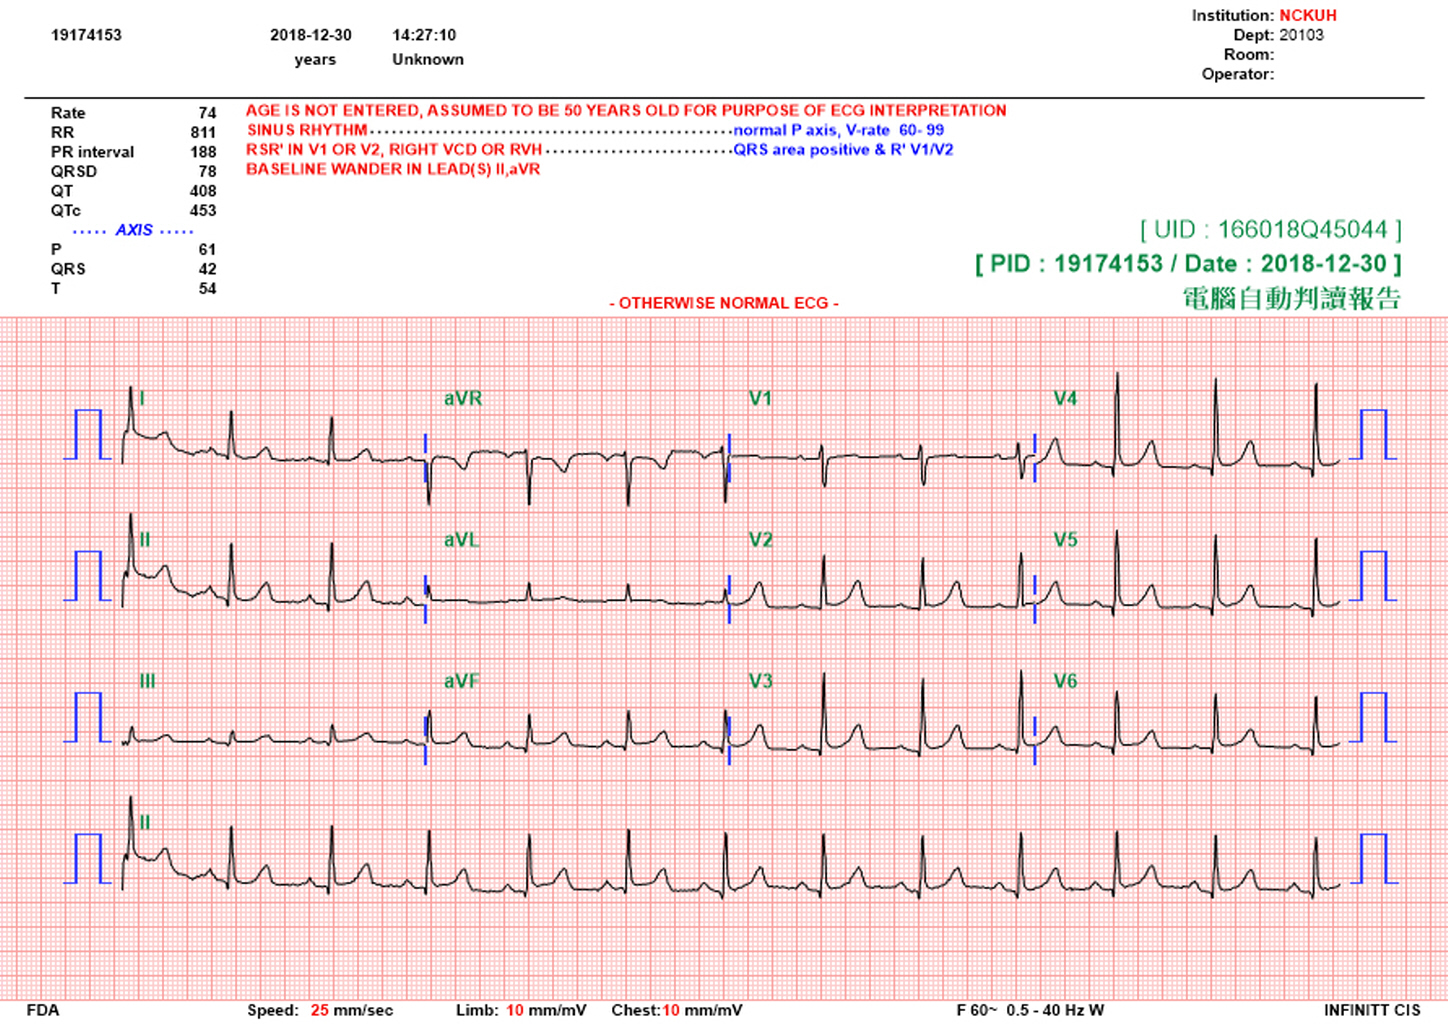 Institution: NCKUH
19174153 2018-12-30 14:27:10 Dept: 20103
years Unknown Room:
Operator:
Rate 74 AGE IS NOT ENTERED, ASSUMED TO BE 50 YEARS OLD FOR PURPOSE OF ECG INTERPRETATION
RR 811 SINUS RHYTHM normal P axis, V-rate 60- 99
PR interval 188 RSR' IN V1 OR V2, RIGHT VCD OR RVH QRS area positive & R' V1/V2
QRSD 78 BASELINE WANDER IN LEAD(S) II,aVR
QT 408
QTc 453
····· AXIS ·····
[ UID : 166018Q45044 ]
P 61
QRS 42
[ PID : 19174153 / Date : 2018-12-30 ]
T 54
電腦自動判讀報告
- OTHERWISE NORMAL ECG -
I aVR V1 V4
II aVL V2 V5
III aVF V3 V6
II
FDA Speed: 25 mm/sec Limb: 10 mm/mV Chest:10 mm/mV F 60~ 0.5 - 40 Hz W INFINITT CIS